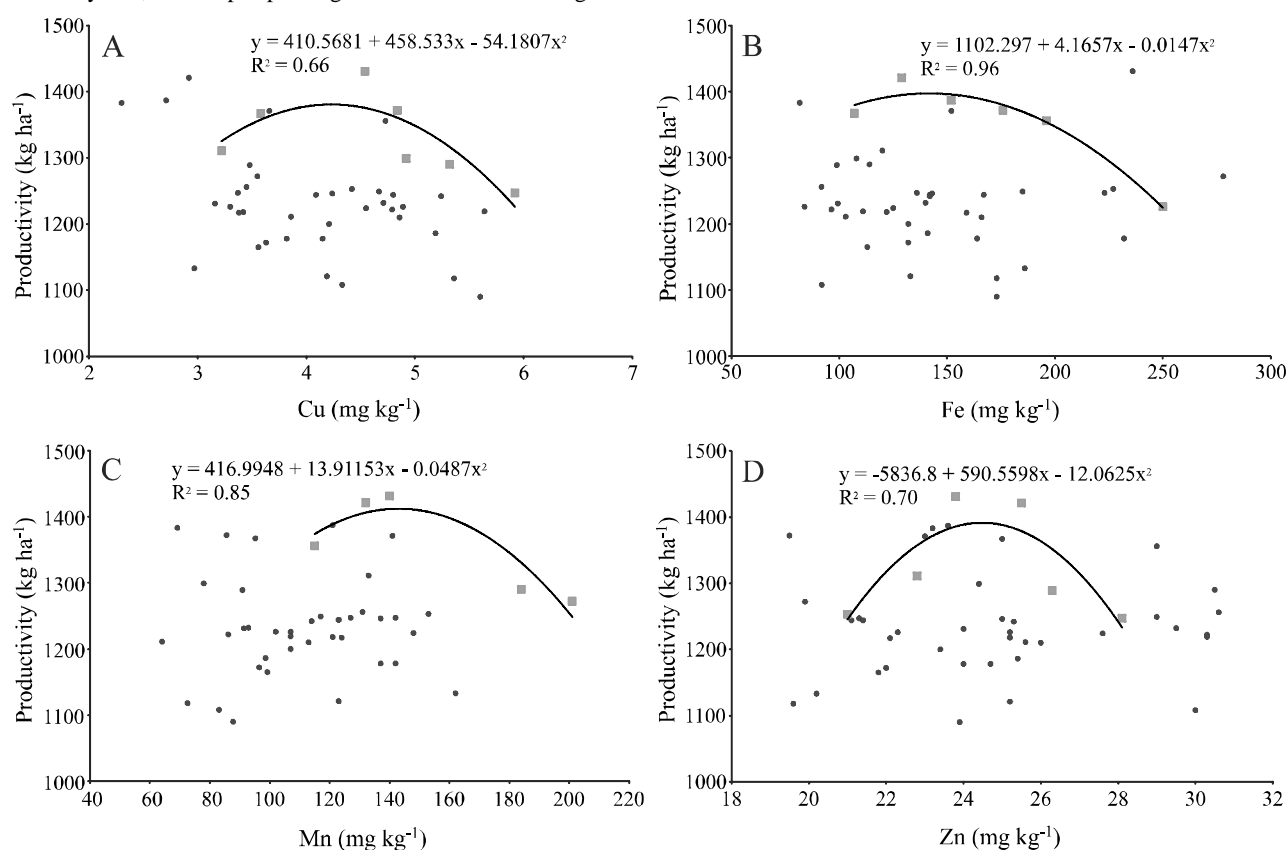 A
y = 410.5681 + 458.533x - 54.1807x²
R² = 0.66
Productivity (kg ha⁻¹)
1500
1400
1300
1200
1100
1000
2 3 4 5 6 7
Cu (mg kg⁻¹)
B
y = 1102.297 + 4.1657x - 0.0147x²
R² = 0.96
Productivity (kg ha⁻¹)
1500
1400
1300
1200
1100
1000
50 100 150 200 250 300
Fe (mg kg⁻¹)
C
y = 416.9948 + 13.91153x - 0.0487x²
R² = 0.85
Productivity (kg ha⁻¹)
1500
1400
1300
1200
1100
1000
40 60 80 100 120 140 160 180 200 220
Mn (mg kg⁻¹)
D
y = -5836.8 + 590.5598x - 12.0625x²
R² = 0.70
Productivity (kg ha⁻¹)
1500
1400
1300
1200
1100
1000
18 20 22 24 26 28 30 32
Zn (mg kg⁻¹)